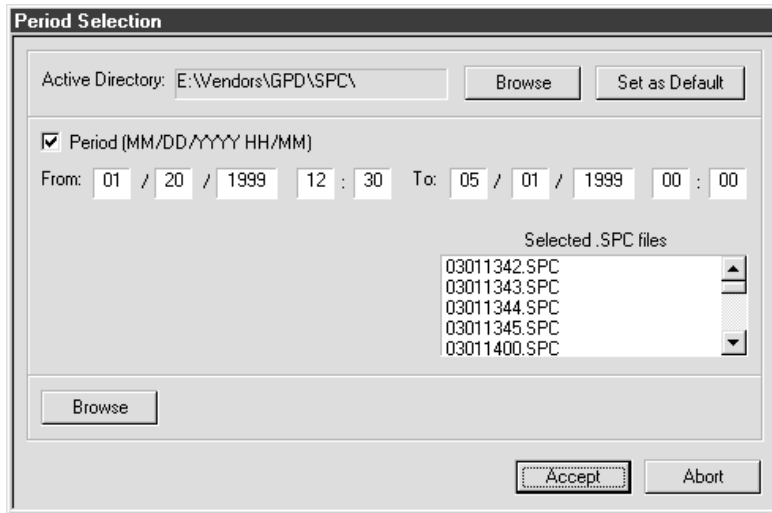 Period Selection
Active Directory: E:\Vendors\GPD\SPC\ Browse Set as Default
Period (MM/DD/YYYY HH/MM)
From: 01 / 20 / 1999 12 : 30 To: 05 / 01 / 1999 00 : 00
Selected .SPC files
03011342.SPC
03011343.SPC
03011344.SPC
03011345.SPC
03011400.SPC
Browse
Accept Abort